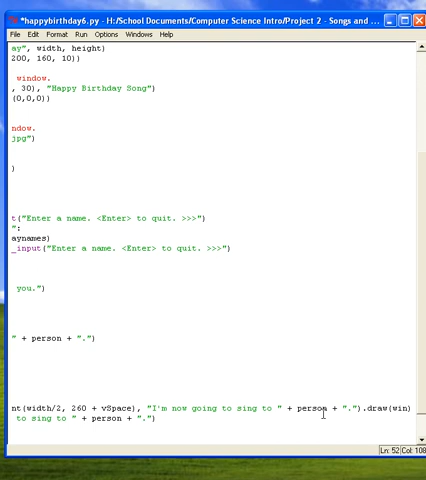 *happybirthday6.py - H:/School Documents/Computer Science Intro/Project 2 - Songs and ...
File Edit Format Run Options Windows Help
ay", width, height)
200, 160, 10))
window.
, 30), "Happy Birthday Song")
(0,0,0))
ndow.
jpg")
)
t("Enter a name. <Enter> to quit. >>>")
":
aynames)
_input("Enter a name. <Enter> to quit. >>>")
you.")
" + person + ".")
nt(width/2, 260 + vSpace), "I'm now going to sing to " + person + ".").draw(win)
to sing to " + person + ".")
Ln: 52 Col: 108